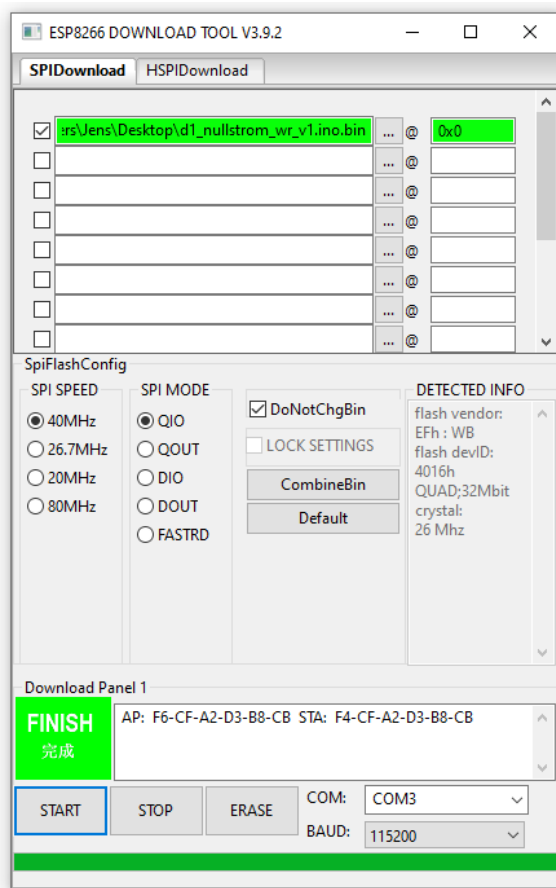 ESP8266 DOWNLOAD TOOL V3.9.2
SPIDownload HSPIDownload
ers\Jens\Desktop\d1_nullstrom_wr_v1.ino.bin ... @ 0x0
... @
... @
... @
... @
... @
... @
... @
SpiFlashConfig
SPI SPEED
40MHz
26.7MHz
20MHz
80MHz
SPI MODE
QIO
QOUT
DIO
DOUT
FASTRD
DoNotChgBin
LOCK SETTINGS
CombineBin
Default
DETECTED INFO
flash vendor:
EFh : WB
flash devID:
4016h
QUAD;32Mbit
crystal:
26 Mhz
Download Panel 1
FINISH
完成
AP: F6-CF-A2-D3-B8-CB STA: F4-CF-A2-D3-B8-CB
START STOP ERASE
COM: COM3
BAUD: 115200